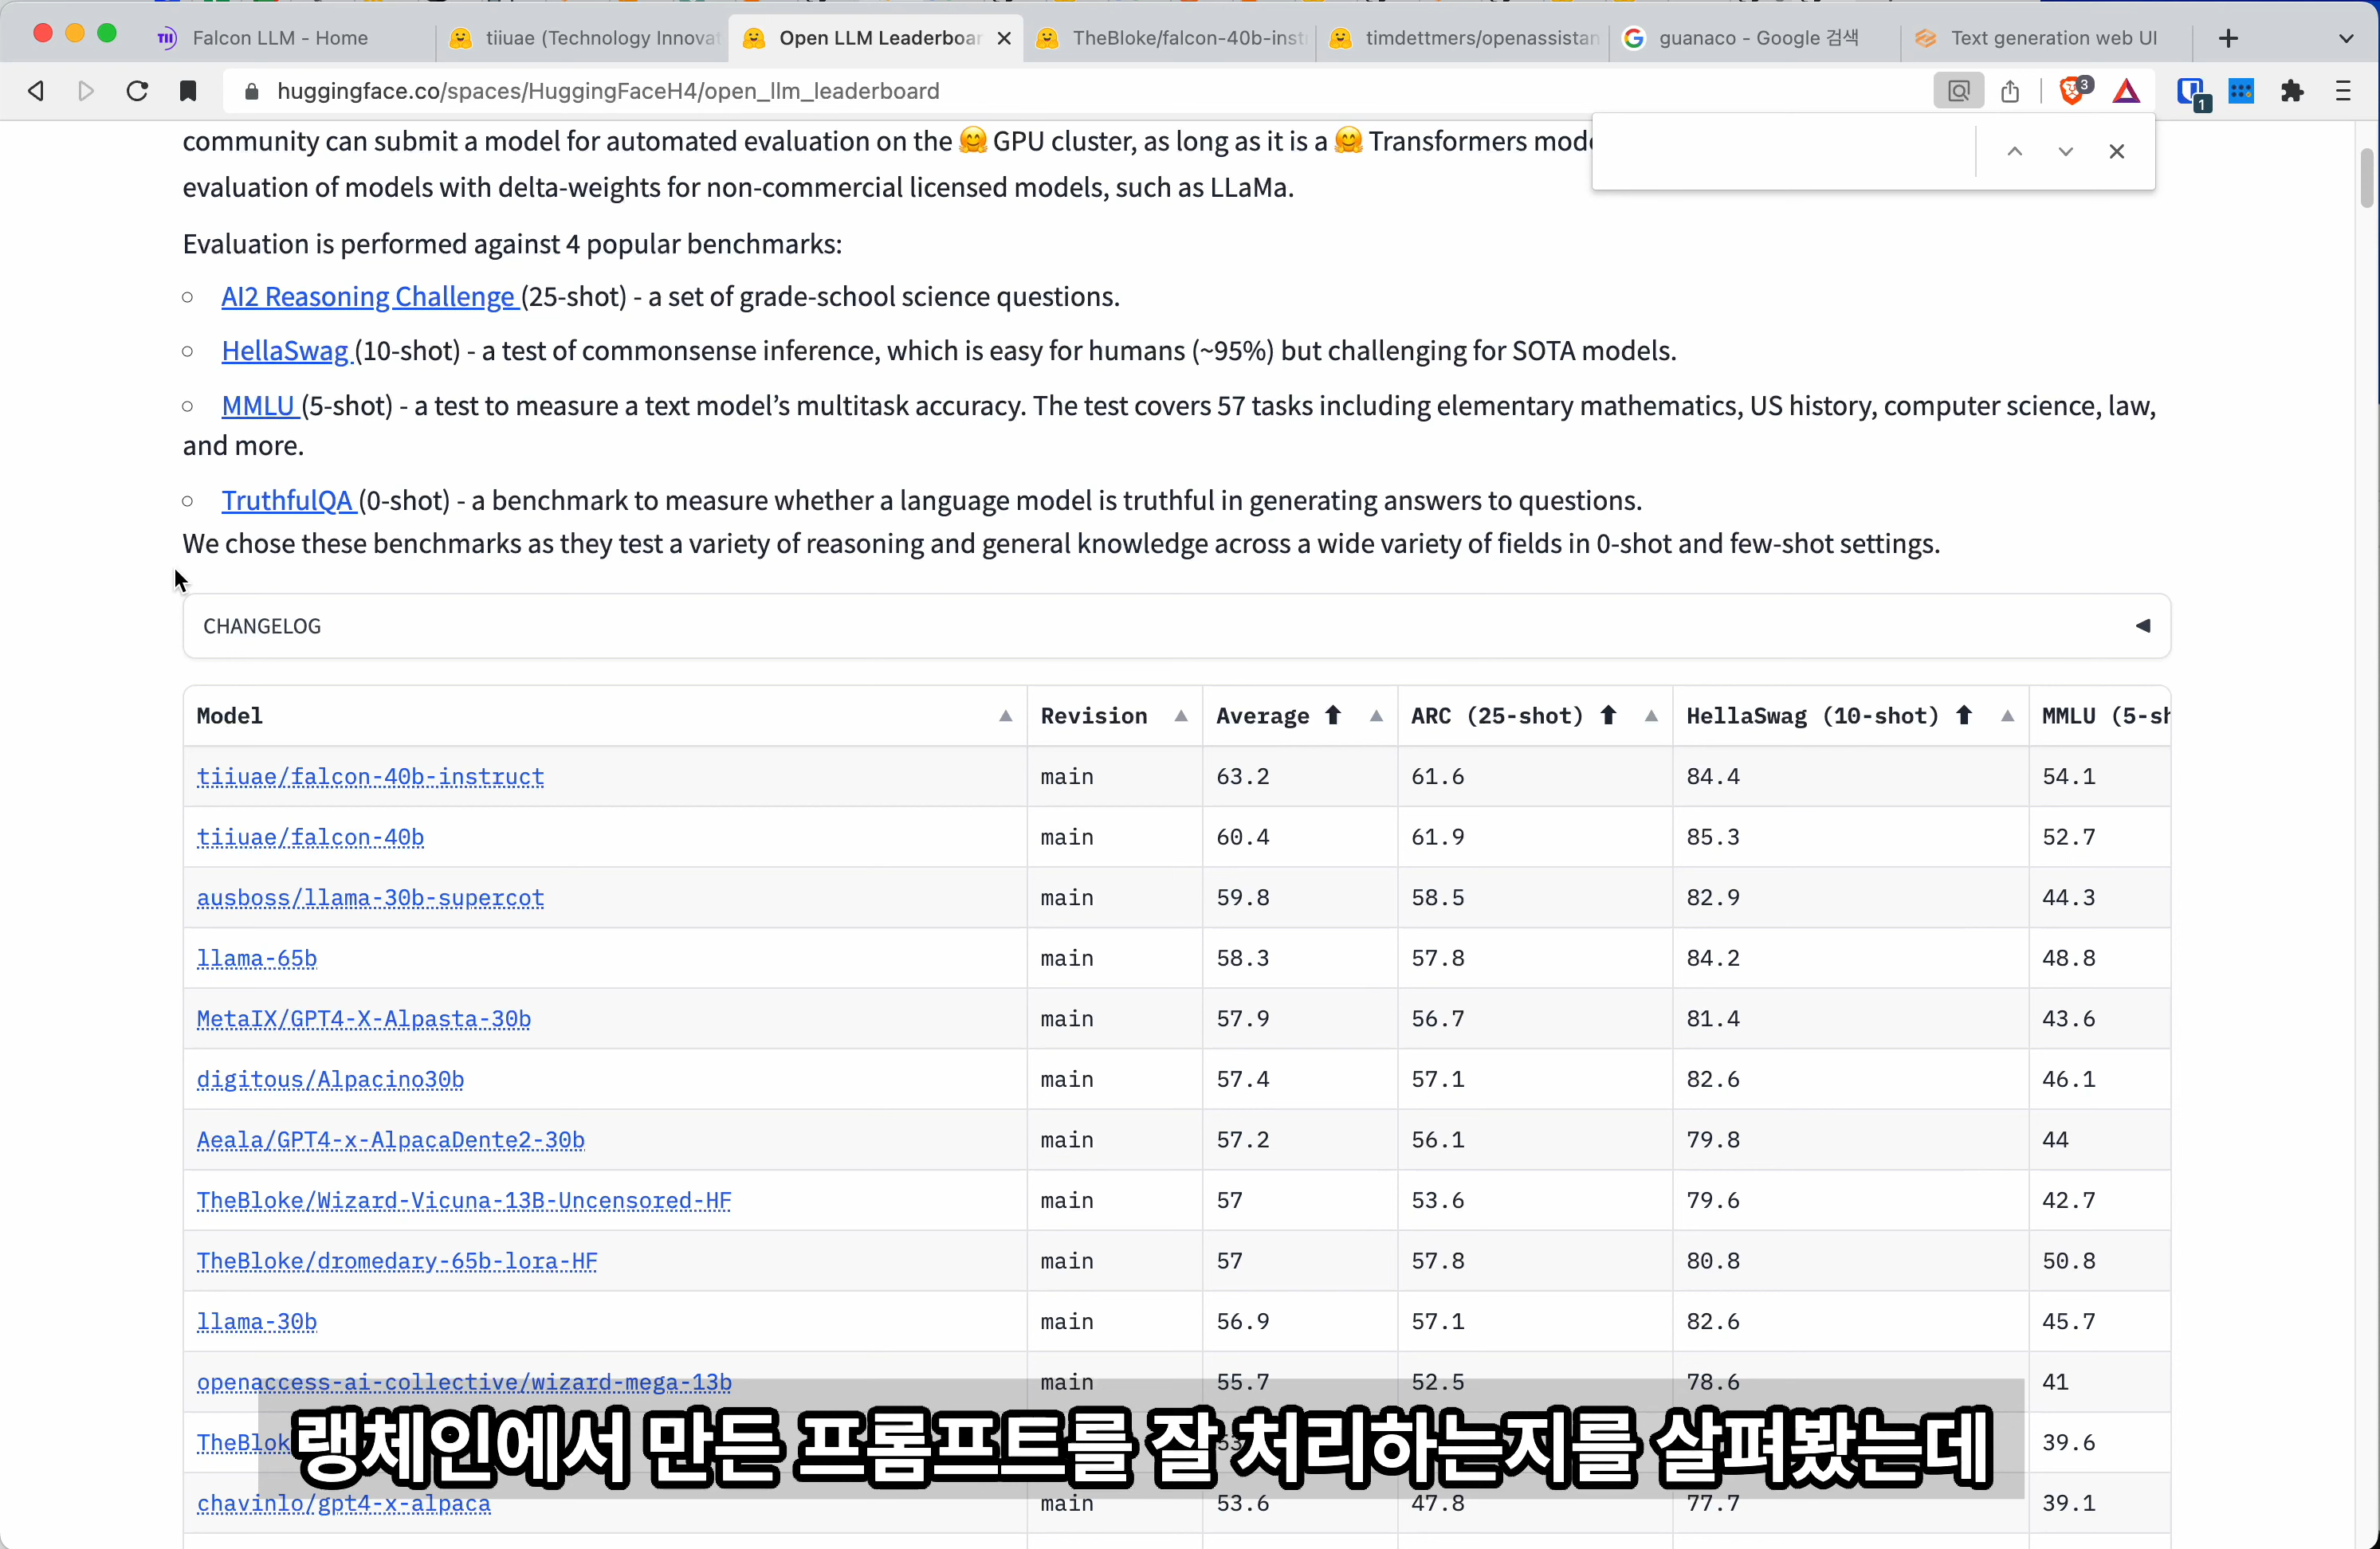 Falcon LLM - Home
tiiuae (Technology Innovat
Open LLM Leaderboar
TheBloke/falcon-40b-inst
timdettmers/openassistan
guanaco - Google 검색
Text generation web UI
huggingface.co/spaces/HuggingFaceH4/open_llm_leaderboard
3
1
community can submit a model for automated evaluation on the 🤗 GPU cluster, as long as it is a 🤗 Transformers mode
evaluation of models with delta-weights for non-commercial licensed models, such as LLaMa.
Evaluation is performed against 4 popular benchmarks:
AI2 Reasoning Challenge (25-shot) - a set of grade-school science questions.
HellaSwag (10-shot) - a test of commonsense inference, which is easy for humans (~95%) but challenging for SOTA models.
MMLU (5-shot) - a test to measure a text model’s multitask accuracy. The test covers 57 tasks including elementary mathematics, US history, computer science, law,
and more.
TruthfulQA (0-shot) - a benchmark to measure whether a language model is truthful in generating answers to questions.
We chose these benchmarks as they test a variety of reasoning and general knowledge across a wide variety of fields in 0-shot and few-shot settings.
CHANGELOG
Model Revision Average ⬆ ARC (25-shot) ⬆ HellaSwag (10-shot) ⬆ MMLU (5-sh
tiiuae/falcon-40b-instruct main 63.2 61.6 84.4 54.1
tiiuae/falcon-40b main 60.4 61.9 85.3 52.7
ausboss/llama-30b-supercot main 59.8 58.5 82.9 44.3
llama-65b main 58.3 57.8 84.2 48.8
MetaIX/GPT4-X-Alpasta-30b main 57.9 56.7 81.4 43.6
digitous/Alpacino30b main 57.4 57.1 82.6 46.1
Aeala/GPT4-x-AlpacaDente2-30b main 57.2 56.1 79.8 44
TheBloke/Wizard-Vicuna-13B-Uncensored-HF main 57 53.6 79.6 42.7
TheBloke/dromedary-65b-lora-HF main 57 57.8 80.8 50.8
llama-30b main 56.9 57.1 82.6 45.7
openaccess-ai-collective/wizard-mega-13b main 55.7 52.5 78.6 41
TheBlok 39.6
랭체인에서 만든 프롬프트를 잘 처리하는지를 살펴봤는데
chavinlo/gpt4-x-alpaca main 53.6 47.8 77.7 39.1